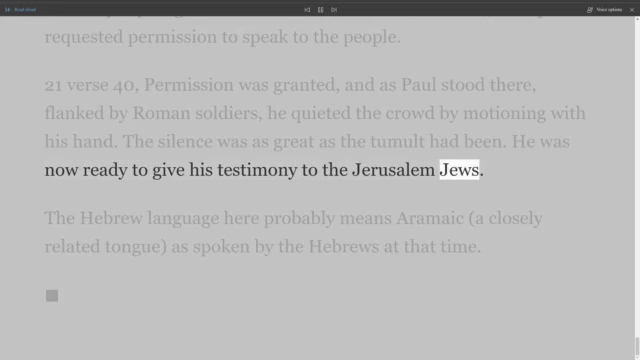 Read aloud
Voice options
requested permission to speak to the people.
21 verse 40, Permission was granted, and as Paul stood there,
flanked by Roman soldiers, he quieted the crowd by motioning with
his hand. The silence was as great as the tumult had been. He was
now ready to give his testimony to the Jerusalem Jews.
The Hebrew language here probably means Aramaic (a closely
related tongue) as spoken by the Hebrews at that time.